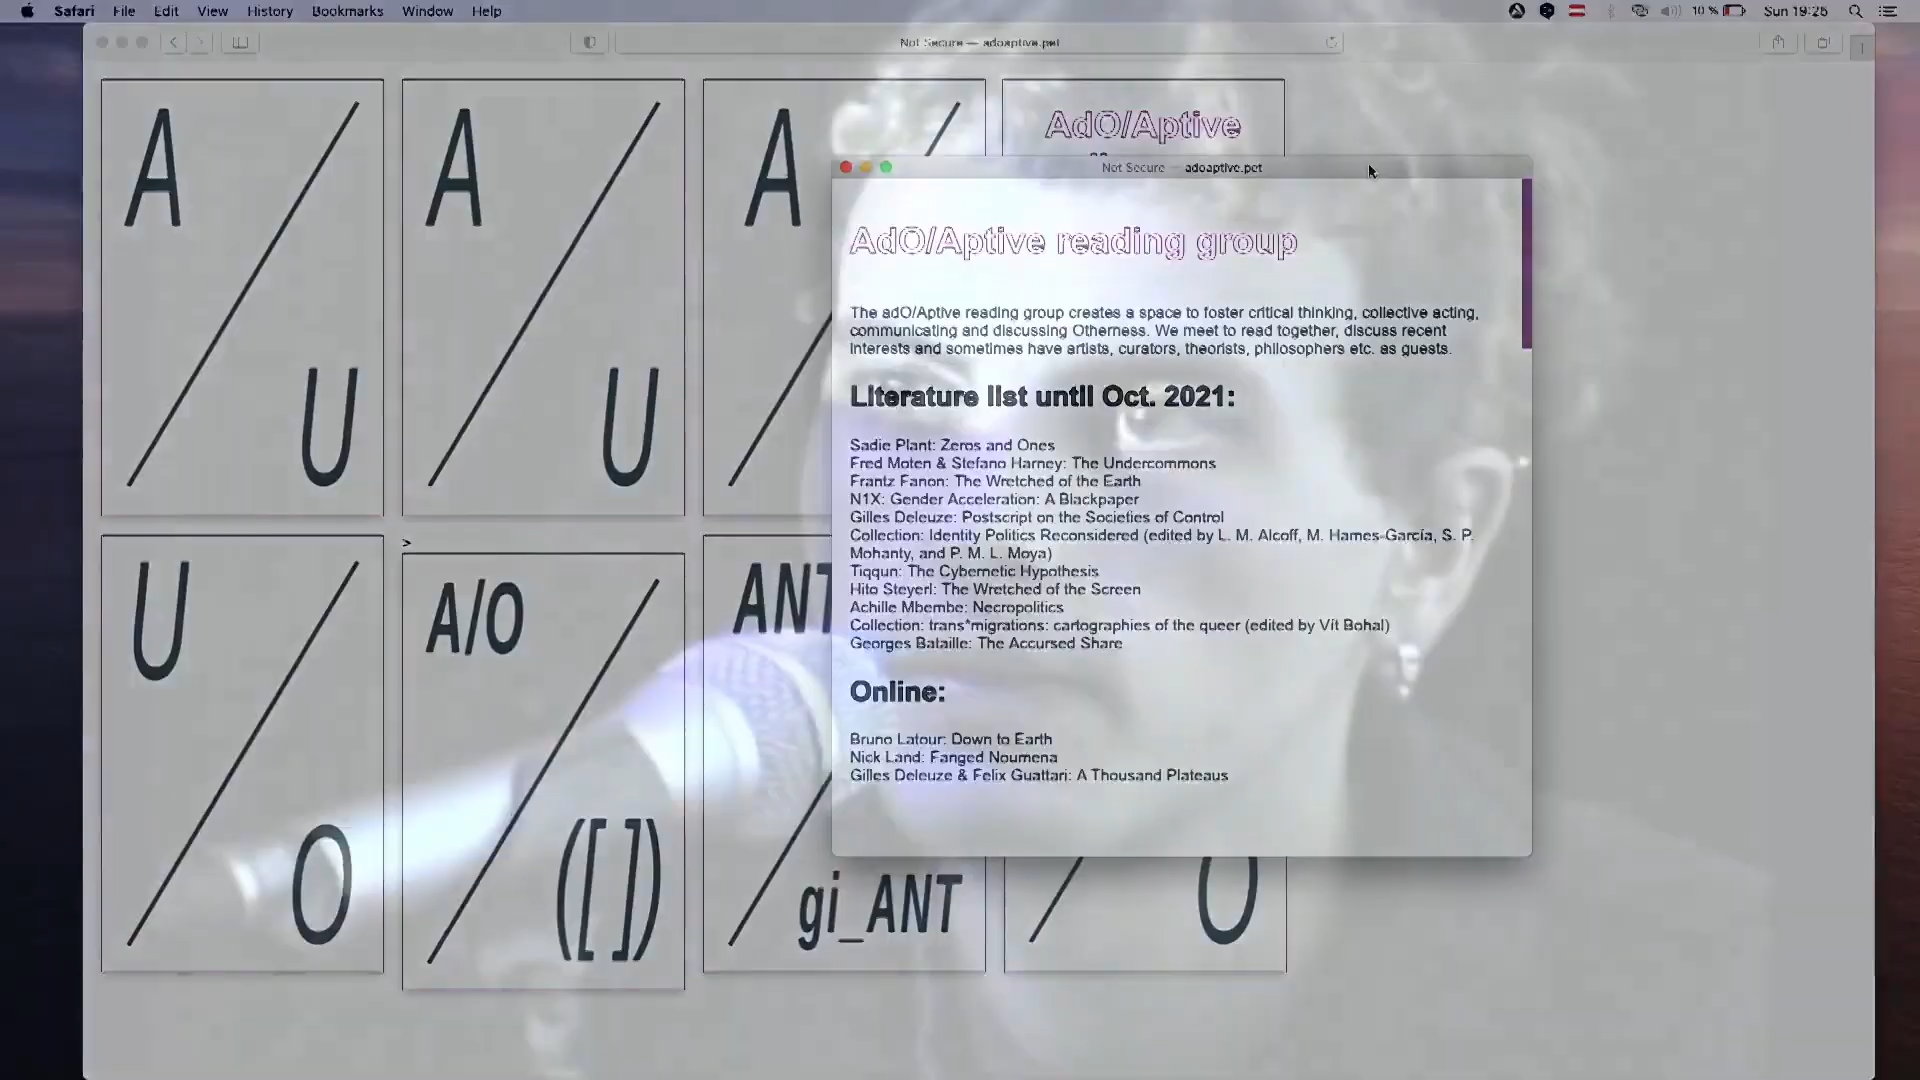 Safari File Edit View History Bookmarks Window Help
10 % Sun 19:25
Not Secure — adoaptive.pet
A
U
A
U
A
AdO/Aptive
Not Secure — adoaptive.pet
AdO/Aptive reading group
The adO/Aptive reading group creates a space to foster critical thinking, collective acting,
communicating and discussing Otherness. We meet to read together, discuss recent
interests and sometimes have artists, curators, theorists, philosophers etc. as guests.
Literature list until Oct. 2021:
Sadie Plant: Zeros and Ones
Fred Moten & Stefano Harney: The Undercommons
Frantz Fanon: The Wretched of the Earth
N1X: Gender Acceleration: A Blackpaper
Gilles Deleuze: Postscript on the Societies of Control
Collection: Identity Politics Reconsidered (edited by L. M. Alcoff, M. Hames-García, S. P.
Mohanty, and P. M. L. Moya)
Tiqqun: The Cybernetic Hypothesis
Hito Steyerl: The Wretched of the Screen
Achille Mbembe: Necropolitics
Collection: trans*migrations: cartographies of the queer (edited by Vít Bohal)
Georges Bataille: The Accursed Share
Online:
Bruno Latour: Down to Earth
Nick Land: Fanged Noumena
Gilles Deleuze & Felix Guattari: A Thousand Plateaus
U
O
>
A/O
([ ])
ANT
gi_ANT
O